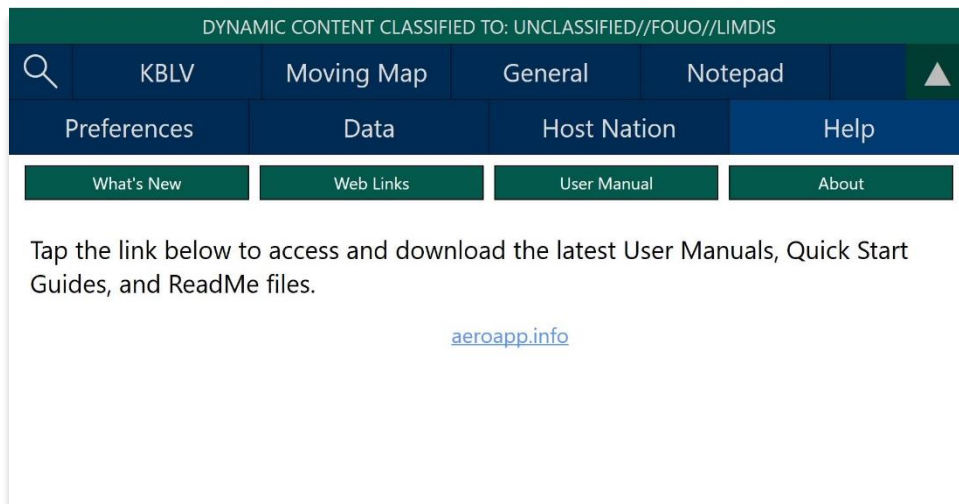 DYNAMIC CONTENT CLASSIFIED TO: UNCLASSIFIED//FOUO//LIMDIS
KBLV Moving Map General Notepad
Preferences Data Host Nation Help
What's New Web Links User Manual About
Tap the link below to access and download the latest User Manuals, Quick Start
Guides, and ReadMe files.
aeroapp.info